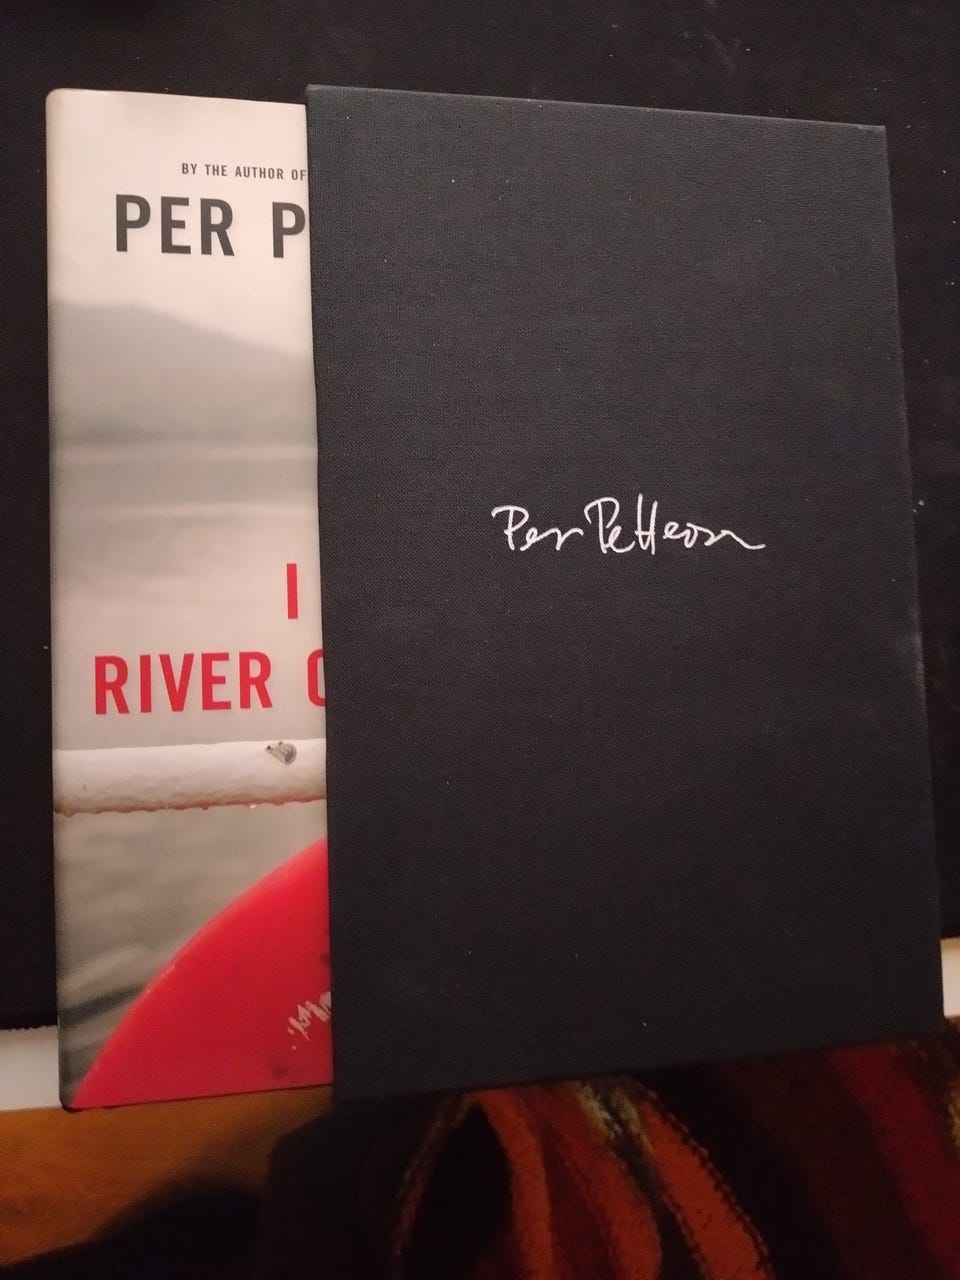 BY THE AUTHOR OF
PER P
Per Petterson
I
RIVER